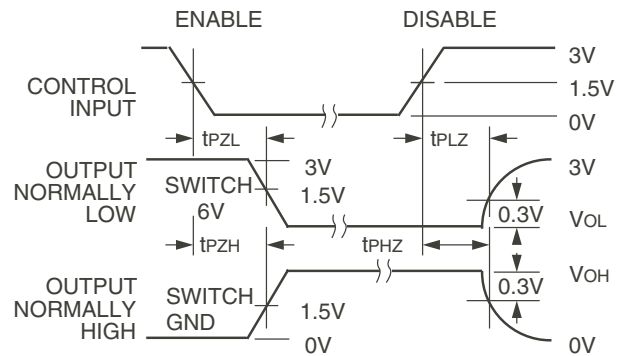 ENABLE DISABLE
3V
CONTROL INPUT 1.5V
0V
tPZL tPLZ
OUTPUT NORMALLY LOW
3V 3V
SWITCH 6V 1.5V
0.3V VOL
tPZH tPHZ
VOH
OUTPUT NORMALLY HIGH
SWITCH GND 1.5V 0.3V
0V 0V